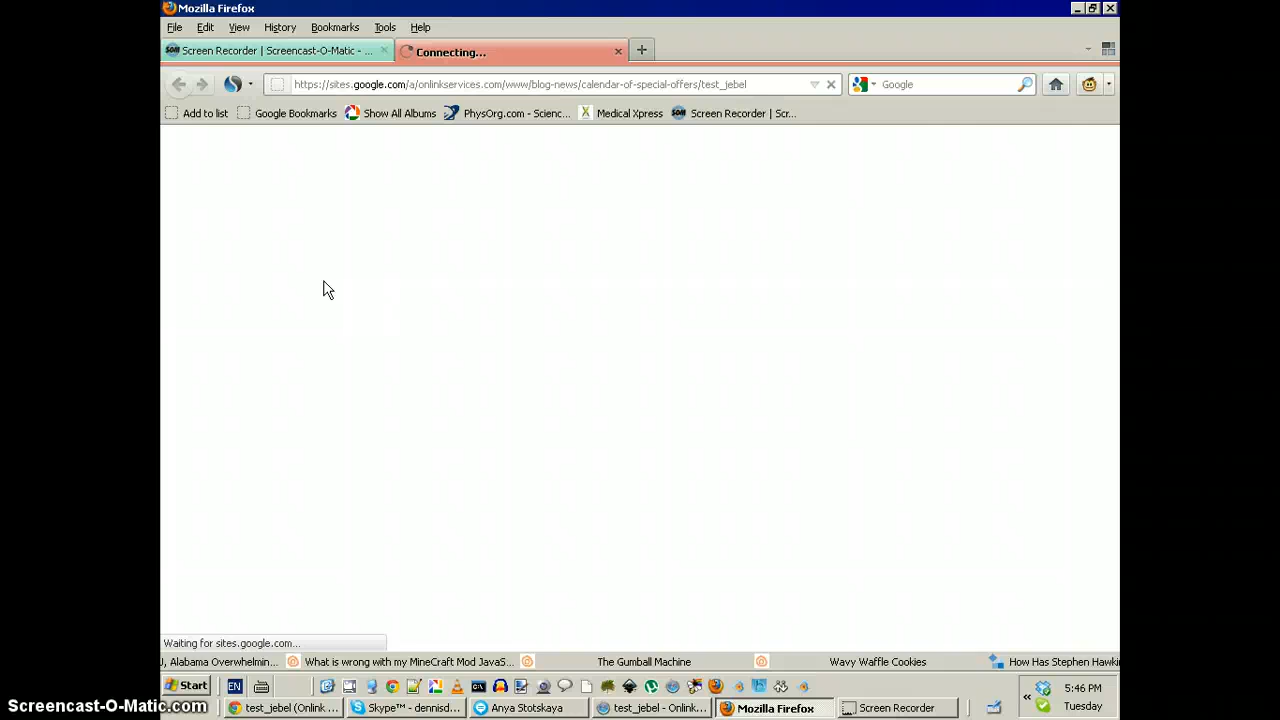 Mozilla Firefox
File Edit View History Bookmarks Tools Help
Screen Recorder | Screencast-O-Matic - ... Connecting...
https://sites.google.com/a/onlinkservices.com/www/blog-news/calendar-of-special-offers/test_jebel Google
Add to list Google Bookmarks Show All Albums PhysOrg.com - Scienc... Medical Xpress Screen Recorder | Scr...
Waiting for sites.google.com...
, Alabama Overwhelmin... What is wrong with my MineCraft Mod JavaS... The Gumball Machine Wavy Waffle Cookies How Has Stephen Hawki
Start EN 5:46 PM
test_jebel (Onlink ... Skype™ - dennisd... Anya Stotskaya test_jebel - Onlink... Mozilla Firefox Screen Recorder « Tuesday
Screencast-O-Matic.com